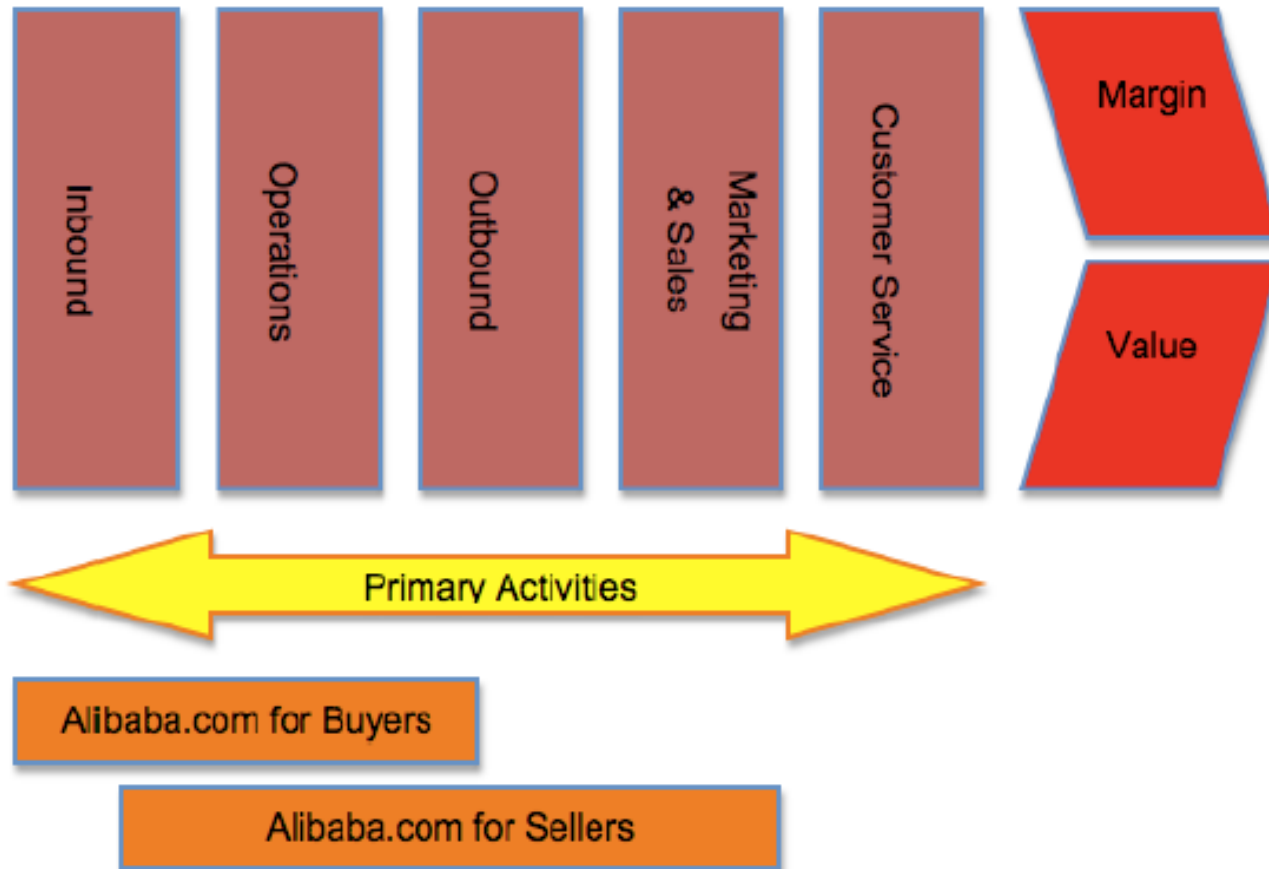 Inbound
Operations
Outbound
Marketing
& Sales
Customer Service
Margin
Value
Primary Activities
Alibaba.com for Buyers
Alibaba.com for Sellers